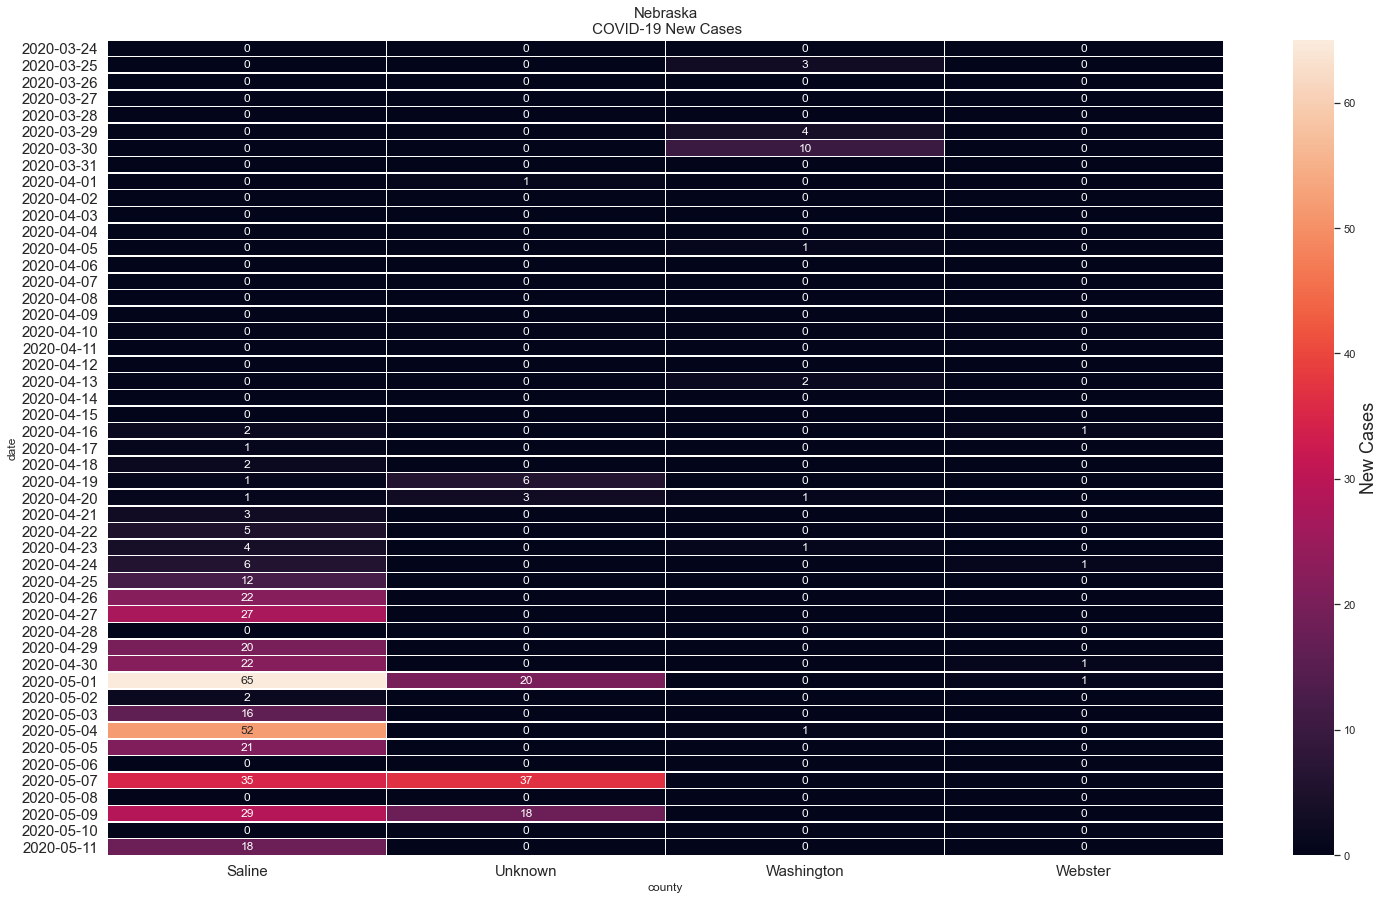 Nebraska
COVID-19 New Cases
2020-03-24 0 0 0 0
2020-03-25 0 0 3 0
2020-03-26 0 0 0 0
2020-03-27 0 0 0 0
2020-03-28 0 0 0 0
2020-03-29 0 0 4 0
2020-03-30 0 0 10 0
2020-03-31 0 0 0 0
2020-04-01 0 1 0 0
2020-04-02 0 0 0 0
2020-04-03 0 0 0 0
2020-04-04 0 0 0 0
2020-04-05 0 0 1 0
2020-04-06 0 0 0 0
2020-04-07 0 0 0 0
2020-04-08 0 0 0 0
2020-04-09 0 0 0 0
2020-04-10 0 0 0 0
2020-04-11 0 0 0 0
2020-04-12 0 0 0 0
2020-04-13 0 0 2 0
2020-04-14 0 0 0 0
2020-04-15 0 0 0 0
2020-04-16 2 0 0 1
2020-04-17 1 0 0 0
2020-04-18 2 0 0 0
2020-04-19 1 6 0 0
2020-04-20 1 3 1 0
2020-04-21 3 0 0 0
2020-04-22 5 0 0 0
2020-04-23 4 0 1 0
2020-04-24 6 0 0 1
2020-04-25 12 0 0 0
2020-04-26 22 0 0 0
2020-04-27 27 0 0 0
2020-04-28 0 0 0 0
2020-04-29 20 0 0 0
2020-04-30 22 0 0 1
2020-05-01 65 20 0 1
2020-05-02 2 0 0 0
2020-05-03 16 0 0 0
2020-05-04 52 0 1 0
2020-05-05 21 0 0 0
2020-05-06 0 0 0 0
2020-05-07 35 37 0 0
2020-05-08 0 0 0 0
2020-05-09 29 18 0 0
2020-05-10 0 0 0 0
2020-05-11 18 0 0 0
date
Saline Unknown Washington Webster
county
60
50
40
30
20
10
0
New Cases